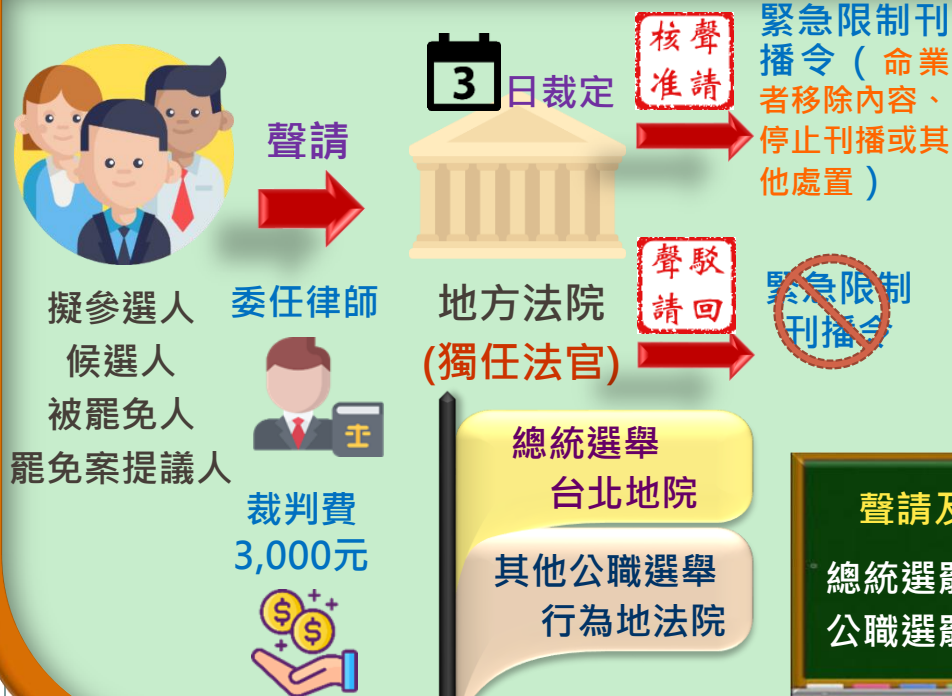 擬參選人
候選人
被罷免人
罷免案提議人
聲請
委任律師
裁判費
3,000元
3
日裁定
地方法院
(獨任法官)
總統選舉
台北地院
其他公職選舉
行為地法院
聲請
核准
緊急限制刊
播令(命業
者移除內容、
停止刊播或其
他處置)
駁回
聲請
緊急限制
刊播令
聲請及
總統選罷
公職選罷